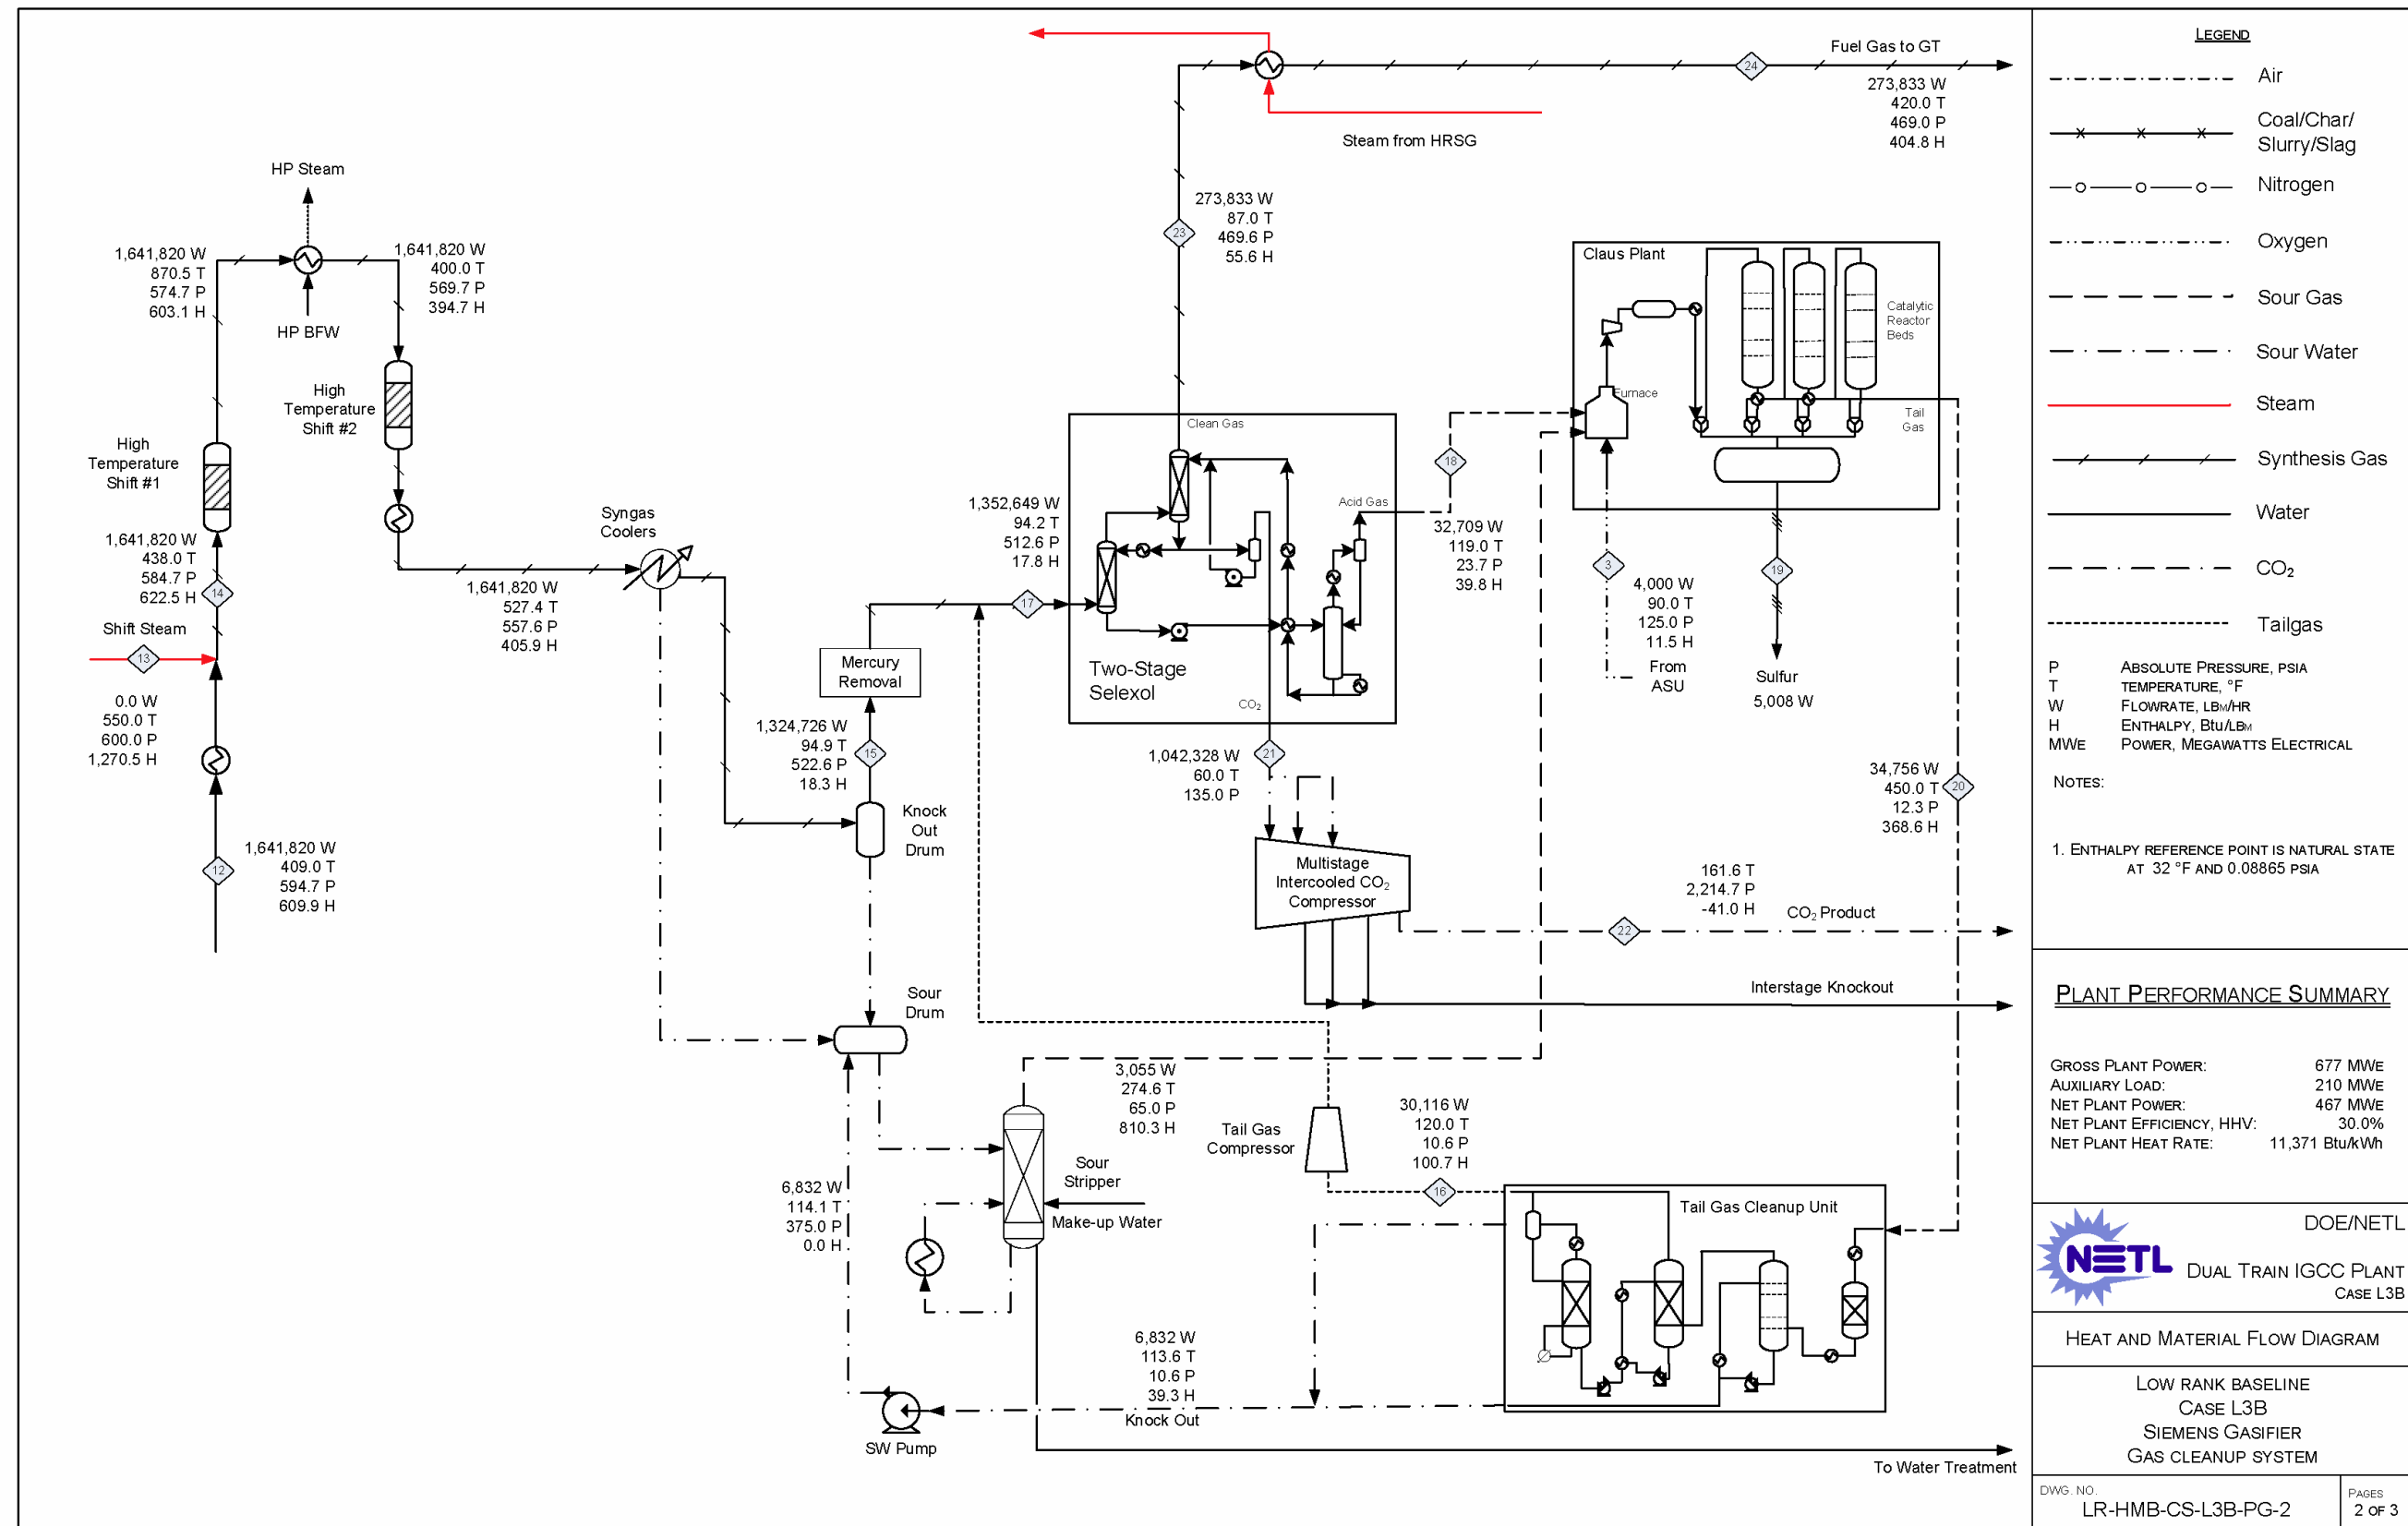 Fuel Gas to GT
24
273,833 W
420.0 T
469.0 P
404.8 H
Steam from HRSG
HP Steam
1,641,820 W
870.5 T
574.7 P
603.1 H
1,641,820 W
400.0 T
569.7 P
394.7 H
HP BFW
273,833 W
87.0 T
469.6 P
55.6 H
23
High
Temperature
Shift #2
High
Temperature
Shift #1
1,641,820 W
438.0 T
584.7 P
622.5 H
14
Shift Steam
13
0.0 W
550.0 T
600.0 P
1,270.5 H
1,641,820 W
409.0 T
594.7 P
609.9 H
12
Syngas
Coolers
1,641,820 W
527.4 T
557.6 P
405.9 H
Mercury
Removal
1,324,726 W
94.9 T
522.6 P
18.3 H
15
Knock
Out
Drum
Sour
Drum
1,352,649 W
94.2 T
512.6 P
17.8 H
17
Clean Gas
Acid Gas
Two-Stage
Selexol
CO₂
18
32,709 W
119.0 T
23.7 P
39.8 H
Claus Plant
Furnace
Catalytic
Reactor
Beds
Tail
Gas
3
4,000 W
90.0 T
125.0 P
11.5 H
From
ASU
19
Sulfur
5,008 W
1,042,328 W
60.0 T
135.0 P
21
Multistage
Intercooled CO₂
Compressor
34,756 W
450.0 T
12.3 P
368.6 H
20
161.6 T
2,214.7 P
-41.0 H
CO₂ Product
22
Interstage Knockout
3,055 W
274.6 T
65.0 P
810.3 H
Sour
Stripper
Make-up Water
Tail Gas
Compressor
30,116 W
120.0 T
10.6 P
100.7 H
16
Tail Gas Cleanup Unit
6,832 W
114.1 T
375.0 P
0.0 H
6,832 W
113.6 T
10.6 P
39.3 H
Knock Out
SW Pump
To Water Treatment
LEGEND
Air
Coal/Char/
Slurry/Slag
Nitrogen
Oxygen
Sour Gas
Sour Water
Steam
Synthesis Gas
Water
CO₂
Tailgas
P ABSOLUTE PRESSURE, PSIA
T TEMPERATURE, °F
W FLOWRATE, LBM/HR
H ENTHALPY, Btu/LBM
MWE POWER, MEGAWATTS ELECTRICAL
NOTES:
1. ENTHALPY REFERENCE POINT IS NATURAL STATE
AT 32 °F AND 0.08865 PSIA
PLANT PERFORMANCE SUMMARY
GROSS PLANT POWER: 677 MWE
AUXILIARY LOAD: 210 MWE
NET PLANT POWER: 467 MWE
NET PLANT EFFICIENCY, HHV: 30.0%
NET PLANT HEAT RATE: 11,371 Btu/kWh
NETL
DOE/NETL
DUAL TRAIN IGCC PLANT
CASE L3B
HEAT AND MATERIAL FLOW DIAGRAM
LOW RANK BASELINE
CASE L3B
SIEMENS GASIFIER
GAS CLEANUP SYSTEM
DWG. NO.
LR-HMB-CS-L3B-PG-2
PAGES
2 OF 3